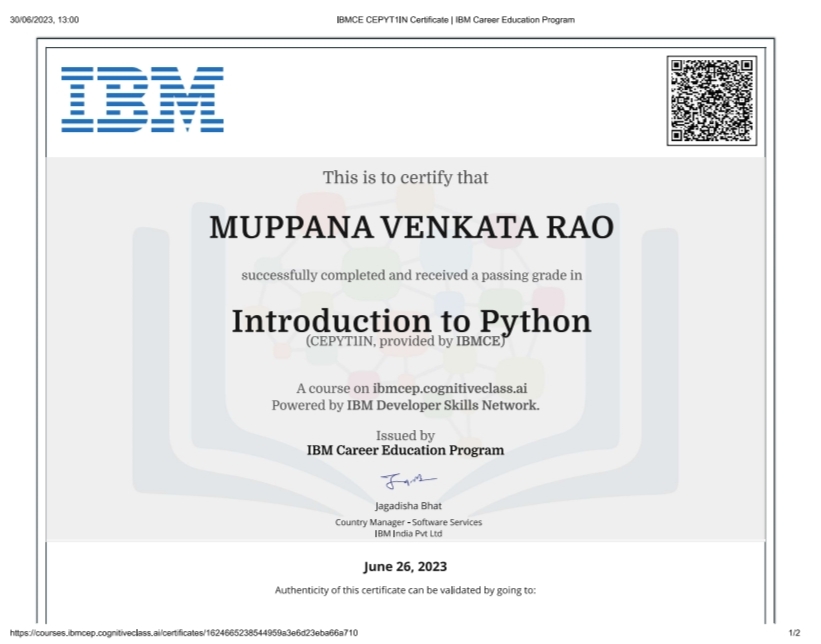 30/06/2023, 13:00
IBMCE CEPYT1IN Certificate | IBM Career Education Program
IBM
This is to certify that
MUPPANA VENKATA RAO
successfully completed and received a passing grade in
Introduction to Python
(CEPYT1IN, provided by IBMCE)
A course on ibmcep.cognitiveclass.ai
Powered by IBM Developer Skills Network.
Issued by
IBM Career Education Program
Jagadisha Bhat
Country Manager - Software Services
IBM India Pvt Ltd
June 26, 2023
Authenticity of this certificate can be validated by going to:
https://courses.ibmcep.cognitiveclass.ai/certificates/1624665238544959a3e6d23eba66a710
1/2